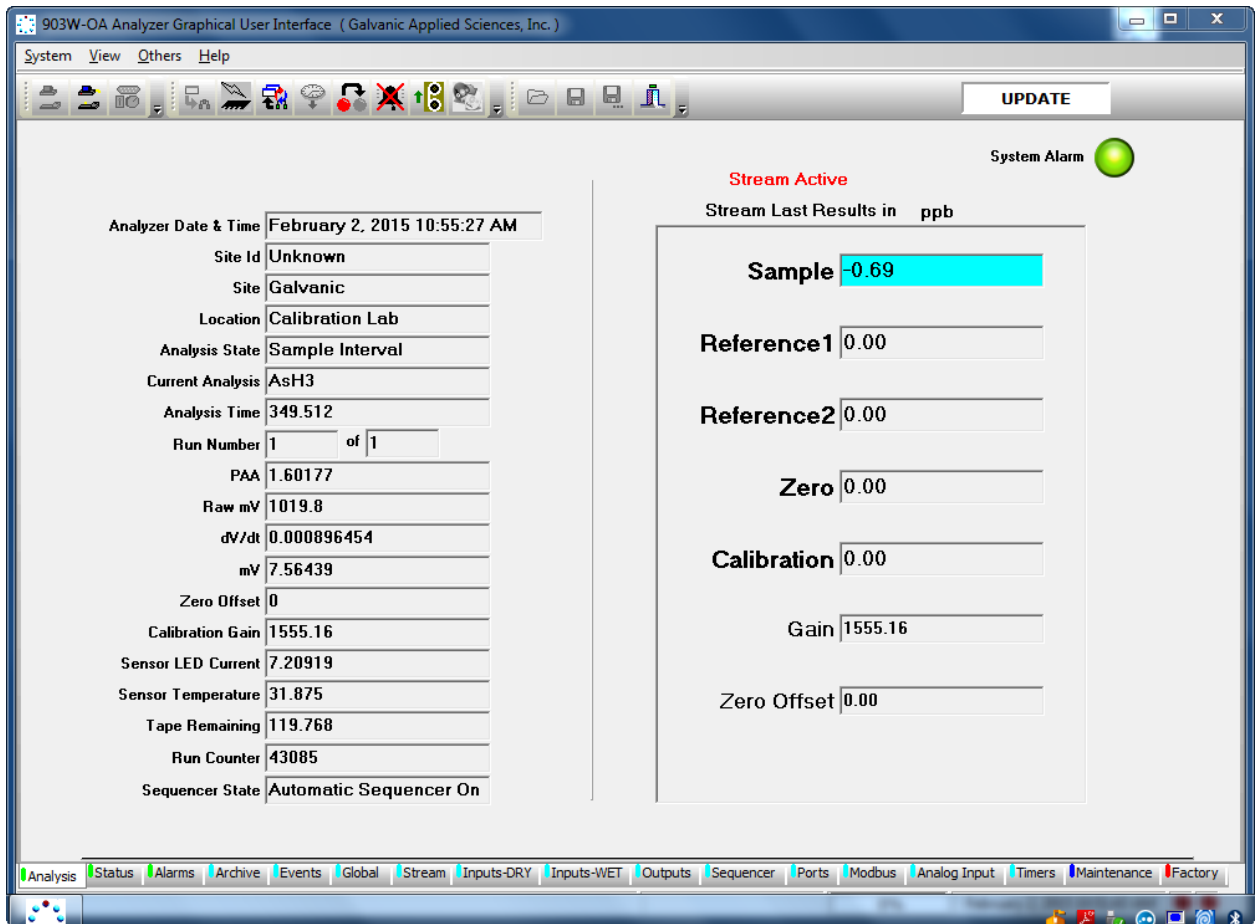 903W-OA Analyzer Graphical User Interface ( Galvanic Applied Sciences, Inc. )
System View Others Help
UPDATE
System Alarm
Stream Active
Stream Last Results in ppb
Analyzer Date & Time February 2, 2015 10:55:27 AM
Site Id Unknown
Site Galvanic
Location Calibration Lab
Analysis State Sample Interval
Current Analysis AsH3
Analysis Time 349.512
Run Number 1 of 1
PAA 1.60177
Raw mV 1019.8
dV/dt 0.000896454
mV 7.56439
Zero Offset 0
Calibration Gain 1555.16
Sensor LED Current 7.20919
Sensor Temperature 31.875
Tape Remaining 119.768
Run Counter 43085
Sequencer State Automatic Sequencer On
Sample -0.69
Reference1 0.00
Reference2 0.00
Zero 0.00
Calibration 0.00
Gain 1555.16
Zero Offset 0.00
Analysis Status Alarms Archive Events Global Stream Inputs-DRY Inputs-WET Outputs Sequencer Ports Modbus Analog Input Timers Maintenance Factory